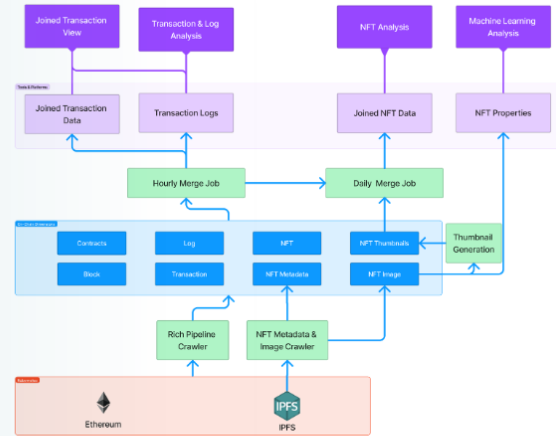 Joined Transaction
View
Transaction & Log
Analysis
NFT Analysis
Machine Learning
Analysis
Joined Transaction
Data
Transaction Logs
Joined NFT Data
NFT Properties
Hourly Merge Job
Daily Merge Job
Contracts
Log
NFT
NFT Thumbnails
Thumbnail
Generation
Block
Transaction
NFT Metadata
NFT Image
Rich Pipeline
Crawler
NFT Metadata &
Image Crawler
IPFS
Ethereum
IPFS